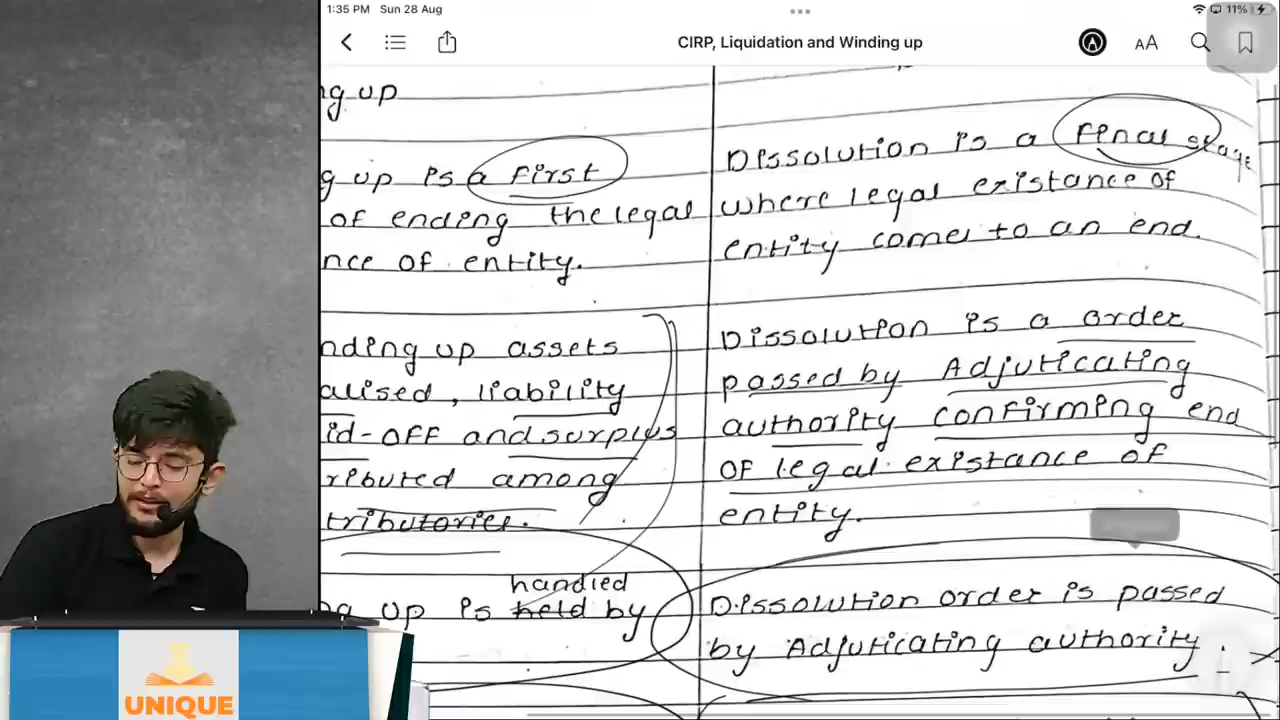 1:35 PM Sun 28 Aug
11%
CIRP, Liquidation and Winding up
AA
ng up
g up is a first
of ending the legal
nce of entity.
nding up assets
alised, liability
id-off and surplus
ributed among
tributories.
handled
ng up is held by
Dissolution is a final stage
where legal existance of
entity comes to an end.
Dissolution is a order
passed by Adjuticating
authority confirming end
of legal existance of
entity.
Dissolution order is passed
by Adjuticating authority.
UNIQUE